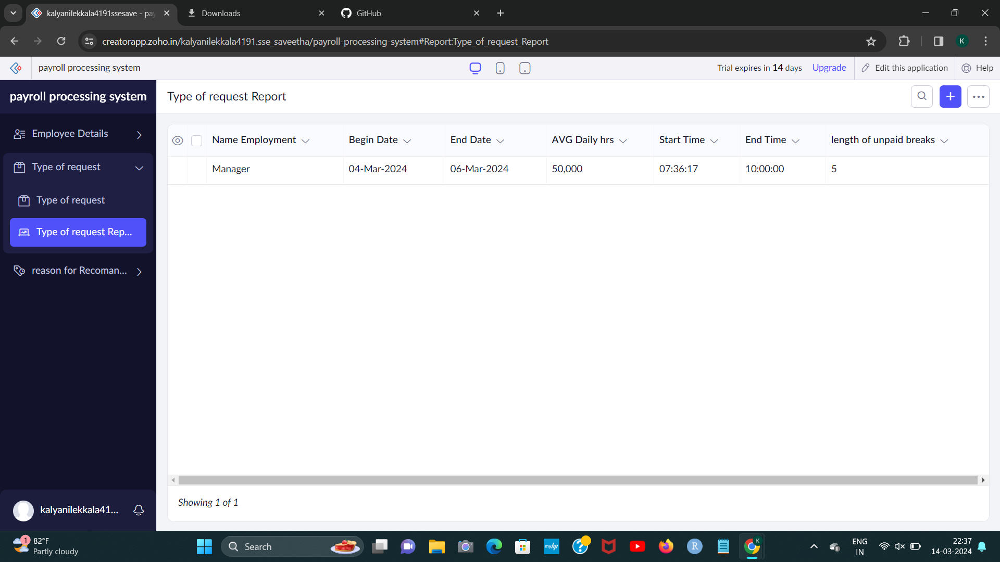 kalyanilekkala4191ssesave - pa
Downloads
GitHub
creatorapp.zoho.in/kalyanilekkala4191.sse_saveetha/payroll-processing-system#Report:Type_of_request_Report
K
payroll processing system
Trial expires in 14 days
Upgrade
Edit this application
Help
payroll processing system
Type of request Report
Employee Details
Type of request
Type of request
Type of request Rep...
reason for Recoman...
Name Employment
Begin Date
End Date
AVG Daily hrs
Start Time
End Time
length of unpaid breaks
Manager
04-Mar-2024
06-Mar-2024
50,000
07:36:17
10:00:00
5
Showing 1 of 1
kalyanilekkala41...
1
82°F
Partly cloudy
Search
myhp
?
R
K
ENG
IN
22:37
14-03-2024